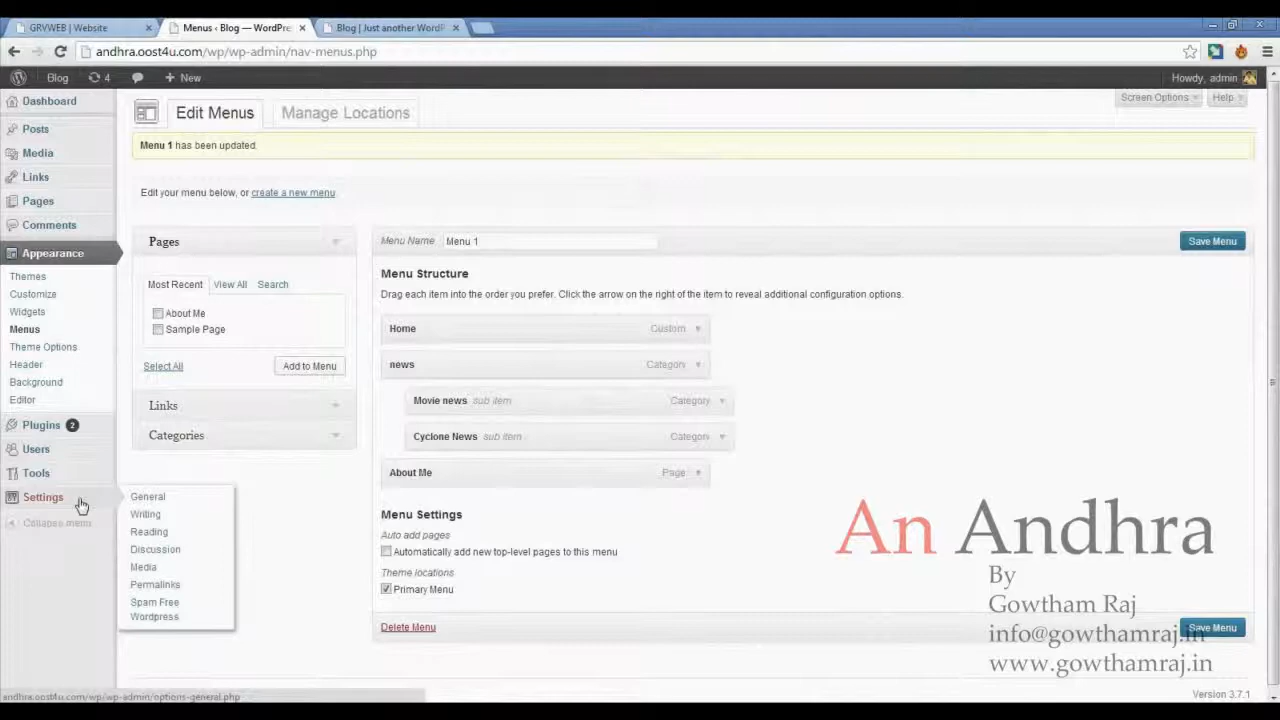 GRVWEB | Website
Menus ‹ Blog — WordPre
Blog | Just another WordP
andhra.oost4u.com/wp/wp-admin/nav-menus.php
Blog
4
New
Howdy, admin
Dashboard
Posts
Media
Links
Pages
Comments
Appearance
Themes
Customize
Widgets
Menus
Theme Options
Header
Background
Editor
Plugins 2
Users
Tools
Settings
Collapse menu
General
Writing
Reading
Discussion
Media
Permalinks
Spam Free
Wordpress
Edit Menus
Manage Locations
Screen Options
Help
Menu 1 has been updated.
Edit your menu below, or create a new menu.
Pages
Most Recent
View All
Search
About Me
Sample Page
Select All
Add to Menu
Links
Categories
Menu Name
Menu 1
Save Menu
Menu Structure
Drag each item into the order you prefer. Click the arrow on the right of the item to reveal additional configuration options.
Home
Custom
news
Category
Movie news sub item
Category
Cyclone News sub item
Category
About Me
Page
Menu Settings
Auto add pages
Automatically add new top-level pages to this menu
Theme locations
Primary Menu
Delete Menu
Save Menu
An Andhra
By
Gowtham Raj
info@gowthamraj.in
www.gowthamraj.in
andhra.oost4u.com/wp/wp-admin/options-general.php
Version 3.7.1